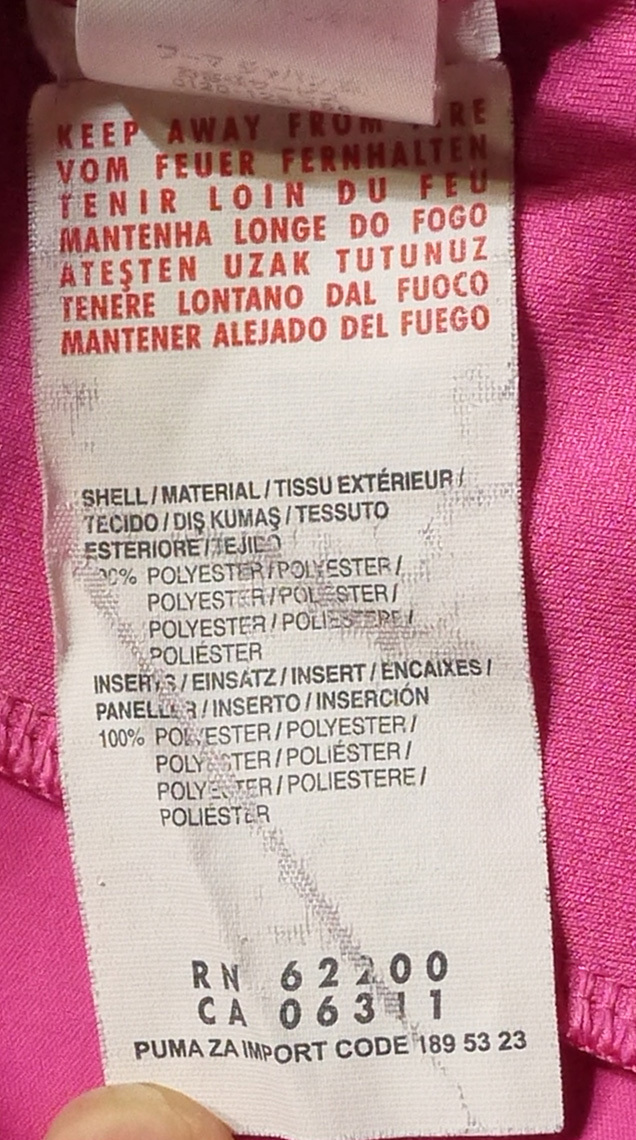 KEEP AWAY FROM
VOM FEUER FERNHALTEN
TENIR LOIN DU FEU
MANTENHA LONGE DO FOGO
ATEŞTEN UZAK TUTUNUZ
TENERE LONTANO DAL FUOCO
MANTENER ALEJADO DEL FUEGO
SHELL / MATERIAL / TISSU EXTÉRIEUR /
TECIDO / DIŞ KUMAŞ / TESSUTO
ESTERIORE / TEJIDO
POLYESTER / POLYESTER /
POLYESTER / POLIÉSTER /
POLYESTER / POLIESTERE /
POLIÉSTER
INSERTS / EINSATZ / INSERT / ENCAIXES /
PANELLER / INSERTO / INSERCIÓN
100% POLYESTER / POLYESTER /
POLYESTER / POLIÉSTER /
POLYESTER / POLIESTERE /
POLIÉSTER
RN 62200
CA 06311
PUMA ZA IMPORT CODE 189 53 23